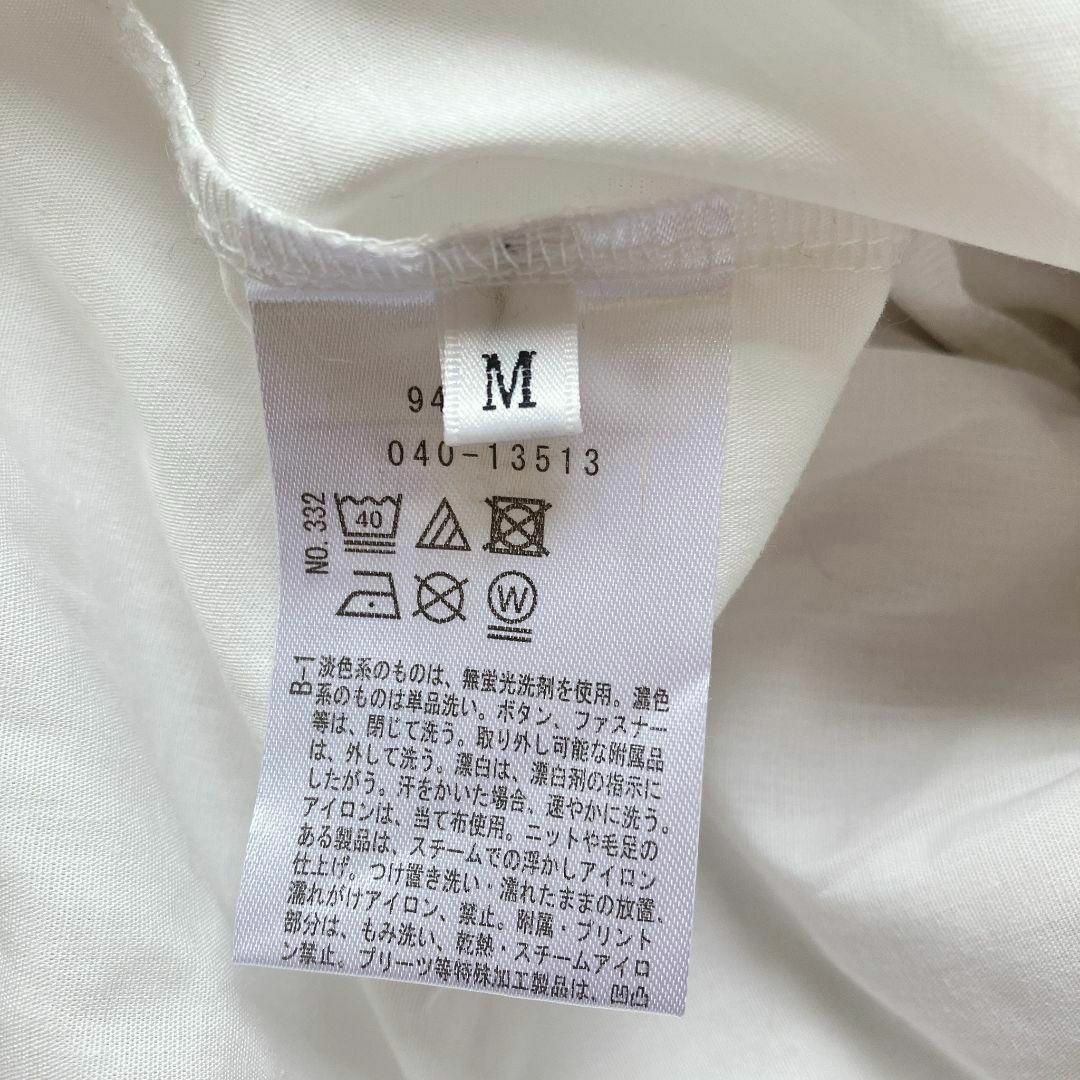 M
94
040-13513
NO.332
40
W
B-1
淡色系のものは、無蛍光洗剤を使用。濃色
系のものは単品洗い。ボタン、ファスナー
等は、閉じて洗う。取り外し可能な附属品
は、外して洗う。漂白は、漂白剤の指示に
したがう。汗をかいた場合、速やかに洗う。
アイロンは、当て布使用。ニットや毛足の
ある製品は、スチームでの浮かしアイロン
仕上げ。つけ置き洗い・濡れたままの放置、
濡れがけアイロン、禁止。附属・プリント
部分は、もみ洗い、乾熱・スチームアイロ
ン禁止。プリーツ等特殊加工製品は、凹凸